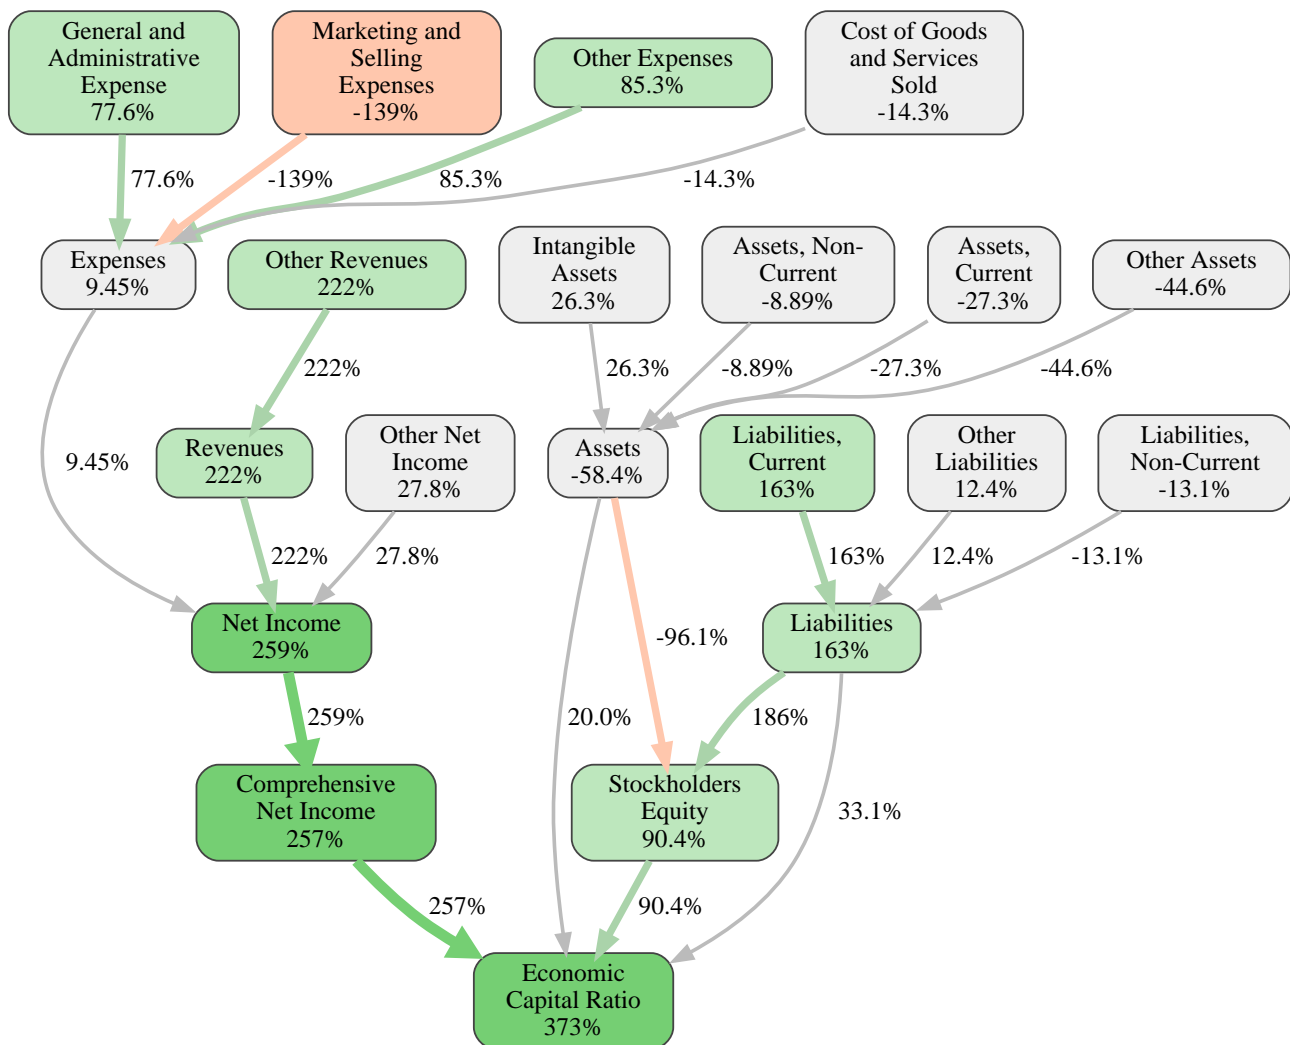 General and
Administrative
Expense
77.6%
Marketing and
Selling
Expenses
-139%
Other Expenses
85.3%
Cost of Goods
and Services
Sold
-14.3%
77.6%
-139%
85.3%
-14.3%
Expenses
9.45%
Other Revenues
222%
Intangible
Assets
26.3%
Assets, Non-
Current
-8.89%
Assets,
Current
-27.3%
Other Assets
-44.6%
222%
26.3%
-8.89%
-27.3%
-44.6%
9.45%
Revenues
222%
Other Net
Income
27.8%
Assets
-58.4%
Liabilities,
Current
163%
Other
Liabilities
12.4%
Liabilities,
Non-Current
-13.1%
222%
27.8%
163%
12.4%
-13.1%
Net Income
259%
-96.1%
Liabilities
163%
259%
20.0%
186%
33.1%
Comprehensive
Net Income
257%
Stockholders
Equity
90.4%
257%
90.4%
Economic
Capital Ratio
373%